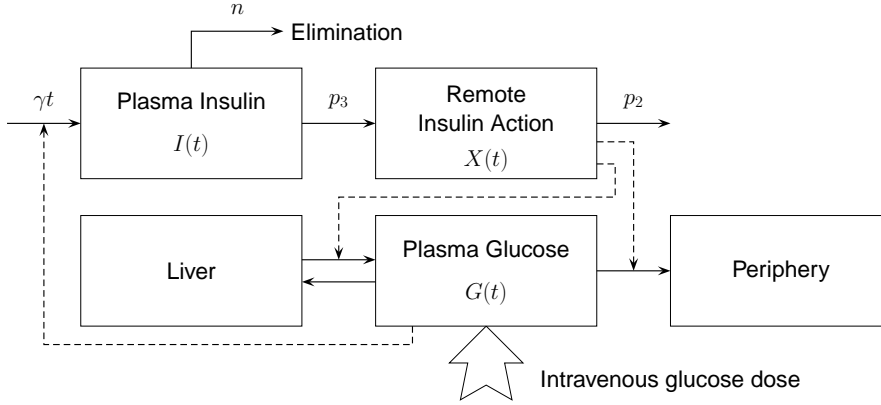 n
Elimination
γt
Plasma Insulin
I(t)
p₃
Remote
Insulin Action
X(t)
p₂
Liver
Plasma Glucose
G(t)
Periphery
Intravenous glucose dose